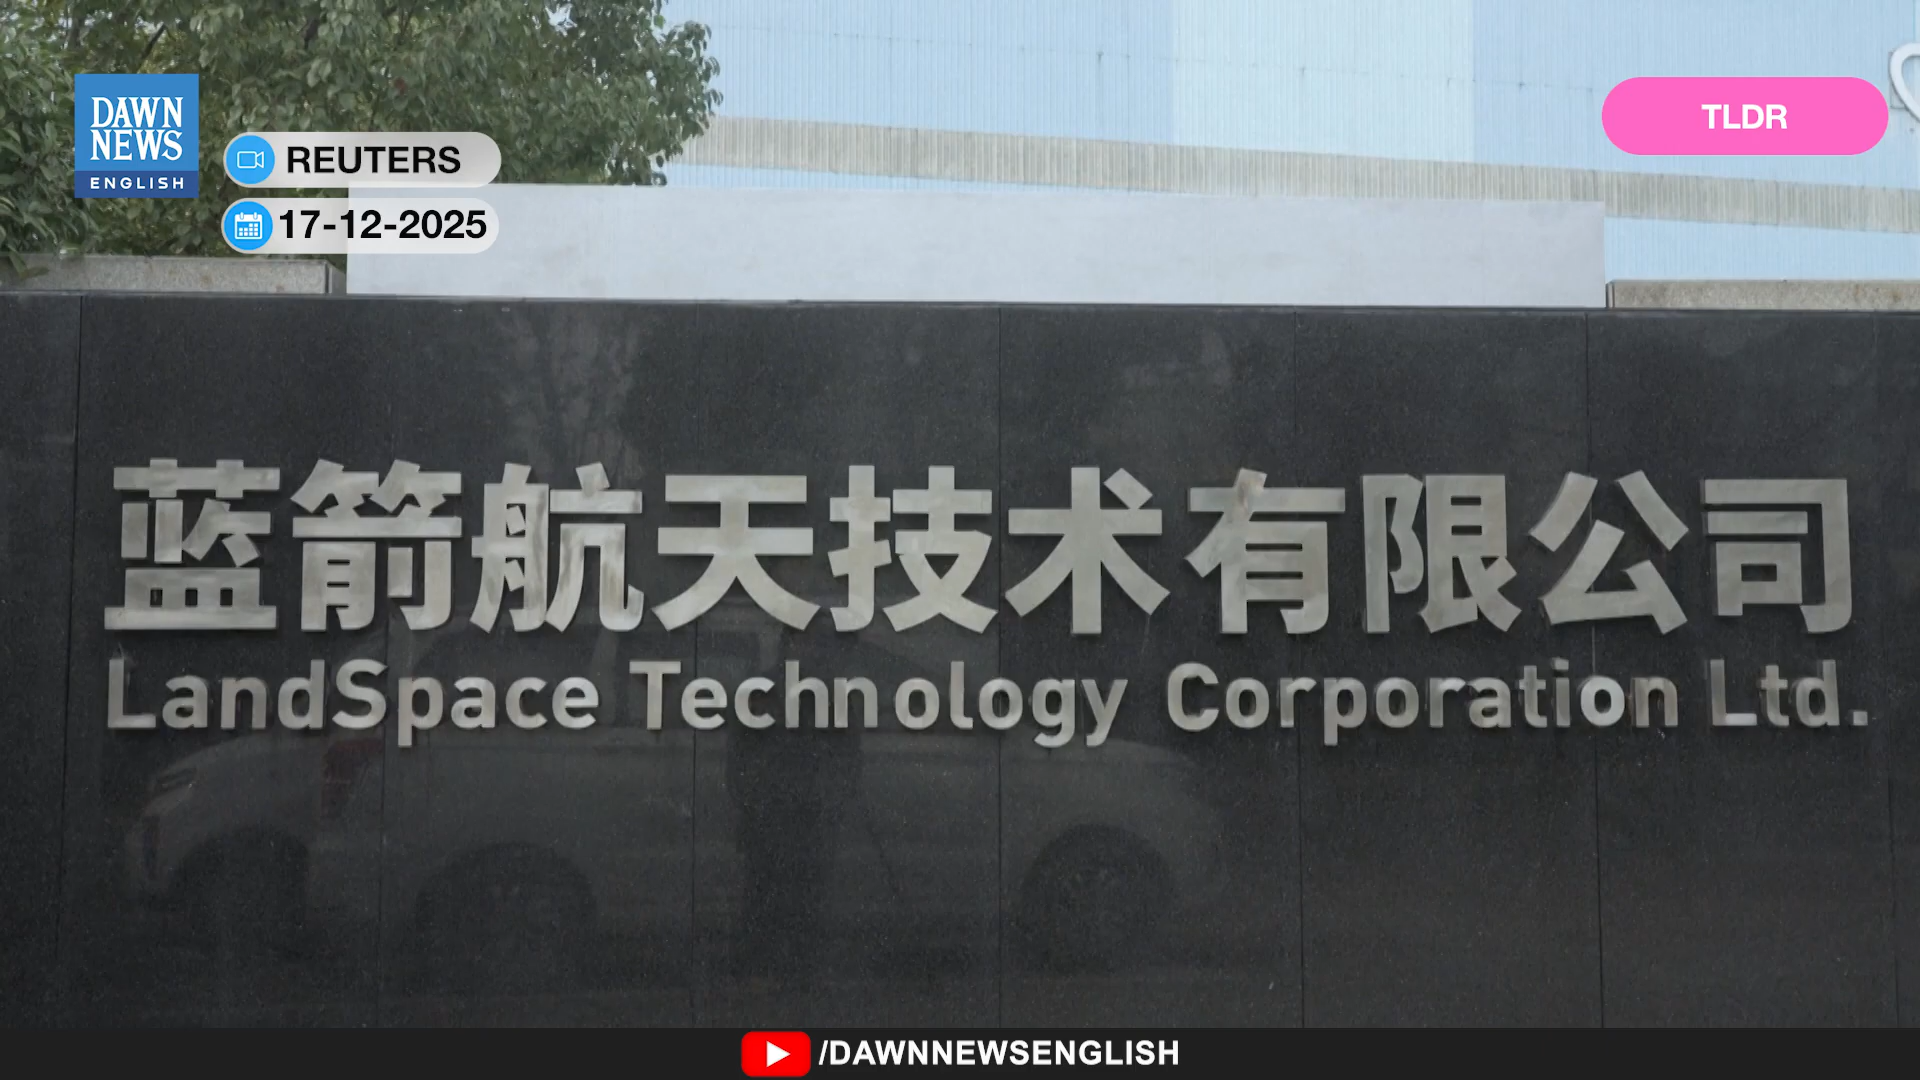 DAWN
NEWS
ENGLISH
REUTERS
17-12-2025
TLDR
蓝箭航天技术有限公司
LandSpace Technology Corporation Ltd.
/DAWNNEWSENGLISH